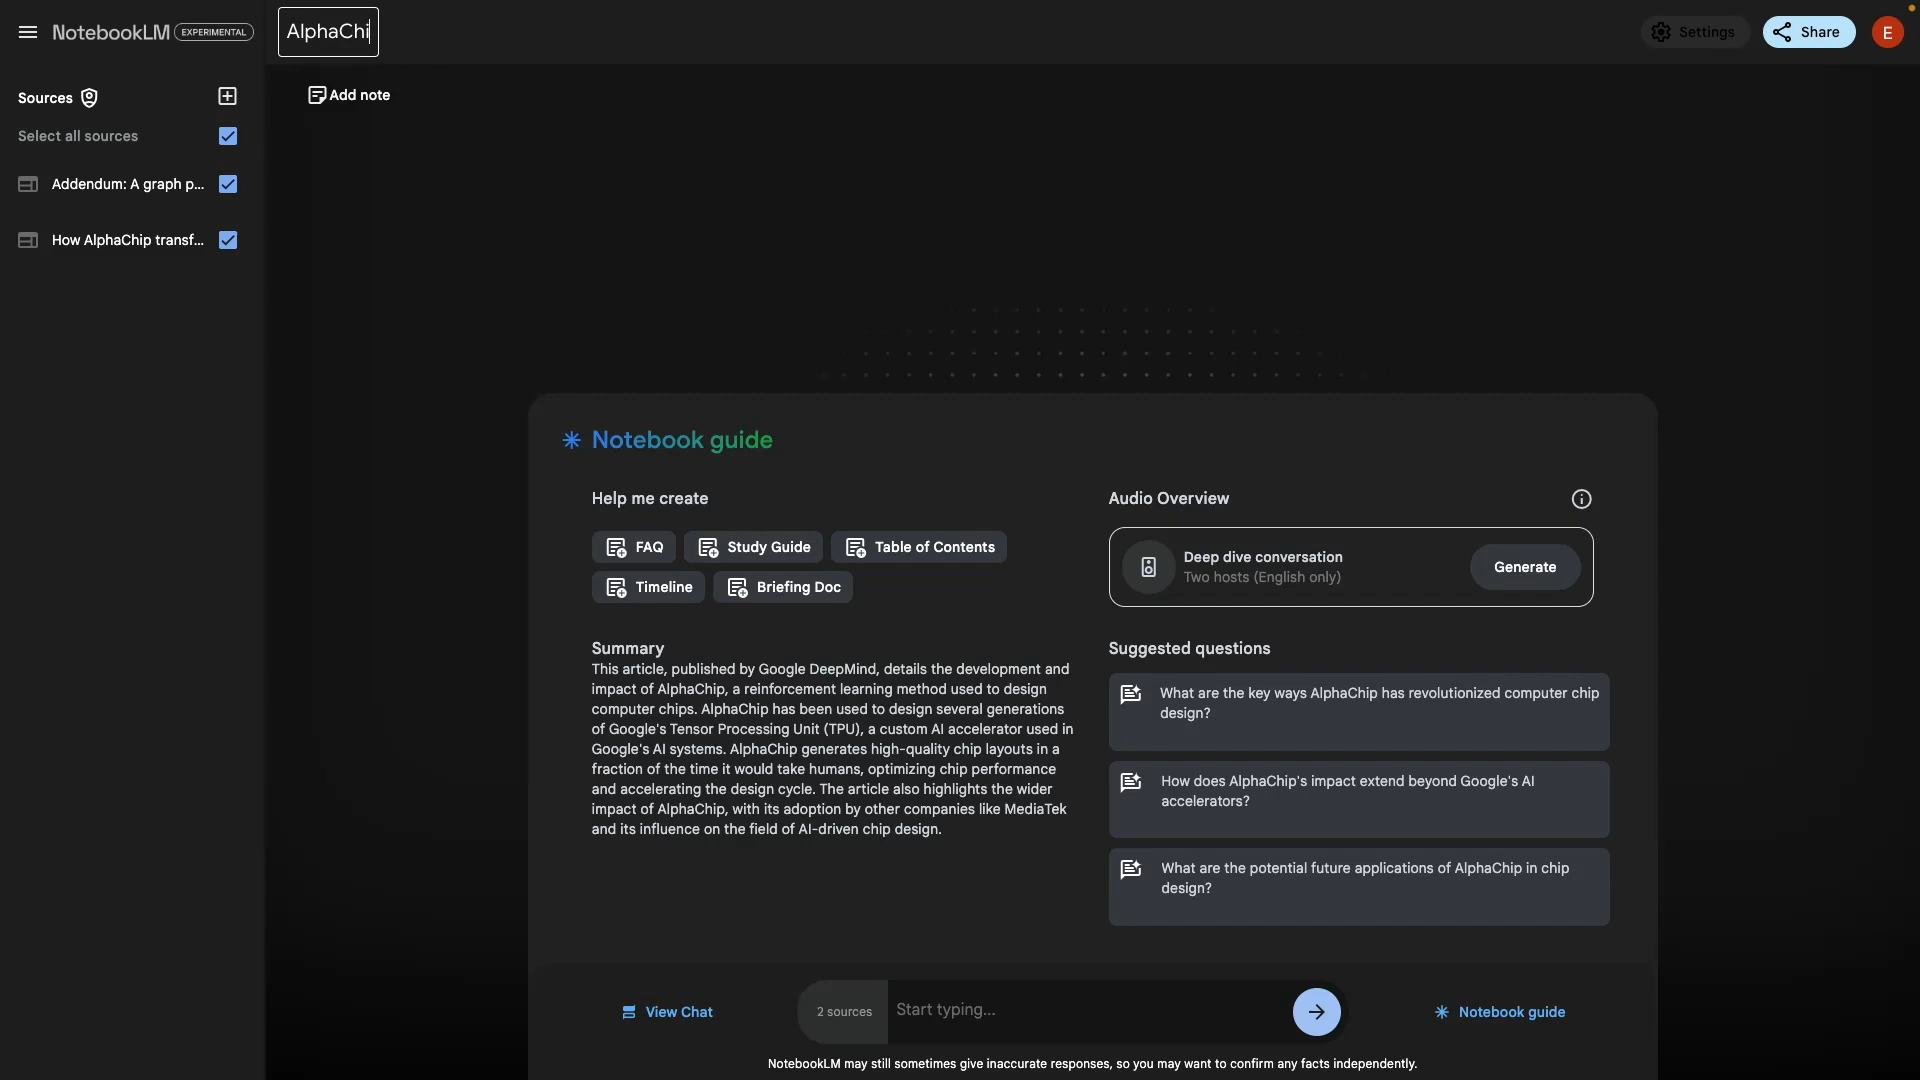 NotebookLM EXPERIMENTAL
AlphaChi
Settings
Share
E
Sources
Select all sources
Addendum: A graph p...
How AlphaChip transf...
Add note
Notebook guide
Help me create
FAQ
Study Guide
Table of Contents
Timeline
Briefing Doc
Summary
This article, published by Google DeepMind, details the development and
impact of AlphaChip, a reinforcement learning method used to design
computer chips. AlphaChip has been used to design several generations
of Google's Tensor Processing Unit (TPU), a custom AI accelerator used in
Google's AI systems. AlphaChip generates high-quality chip layouts in a
fraction of the time it would take humans, optimizing chip performance
and accelerating the design cycle. The article also highlights the wider
impact of AlphaChip, with its adoption by other companies like MediaTek
and its influence on the field of AI-driven chip design.
Audio Overview
Deep dive conversation
Two hosts (English only)
Generate
Suggested questions
What are the key ways AlphaChip has revolutionized computer chip
design?
How does AlphaChip's impact extend beyond Google's AI
accelerators?
What are the potential future applications of AlphaChip in chip
design?
View Chat
2 sources
Start typing...
Notebook guide
NotebookLM may still sometimes give inaccurate responses, so you may want to confirm any facts independently.